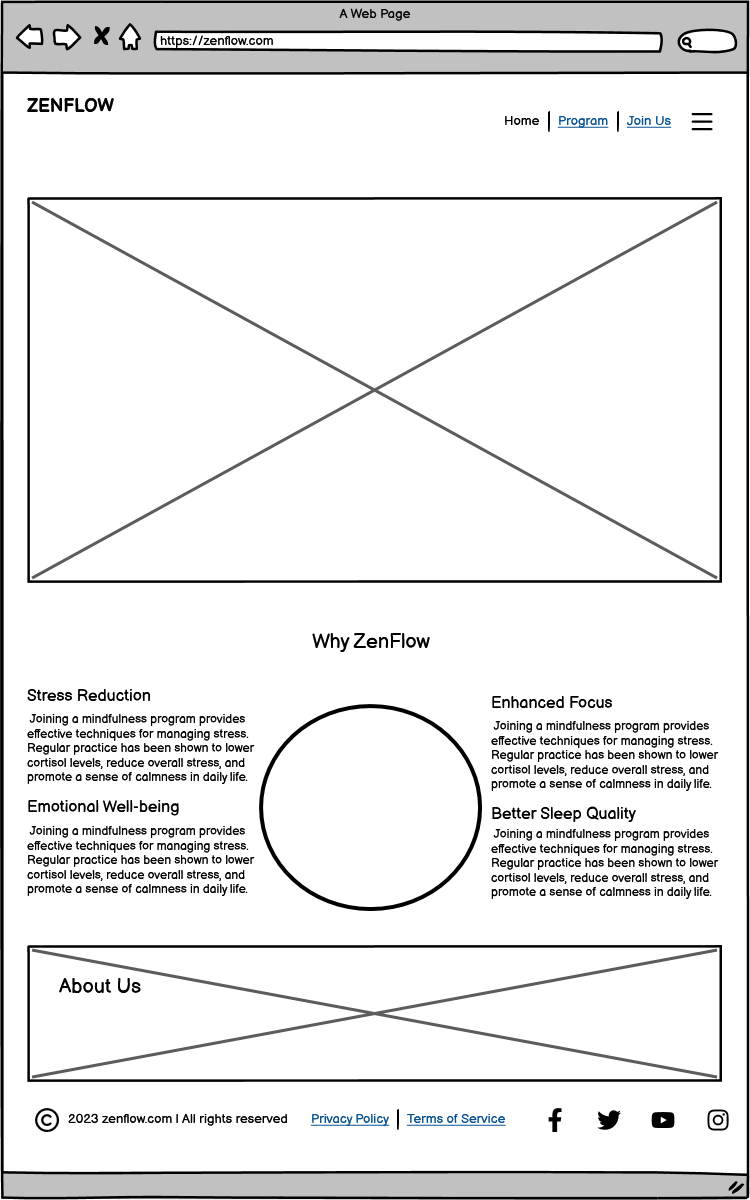 A Web Page
https://zenflow.com
ZENFLOW
Home Program Join Us
Why ZenFlow
Stress Reduction
Joining a mindfulness program provides
effective techniques for managing stress.
Regular practice has been shown to lower
cortisol levels, reduce overall stress, and
promote a sense of calmness in daily life.
Emotional Well-being
Joining a mindfulness program provides
effective techniques for managing stress.
Regular practice has been shown to lower
cortisol levels, reduce overall stress, and
promote a sense of calmness in daily life.
Enhanced Focus
Joining a mindfulness program provides
effective techniques for managing stress.
Regular practice has been shown to lower
cortisol levels, reduce overall stress, and
promote a sense of calmness in daily life.
Better Sleep Quality
Joining a mindfulness program provides
effective techniques for managing stress.
Regular practice has been shown to lower
cortisol levels, reduce overall stress, and
promote a sense of calmness in daily life.
About Us
© 2023 zenflow.com | All rights reserved Privacy Policy Terms of Service